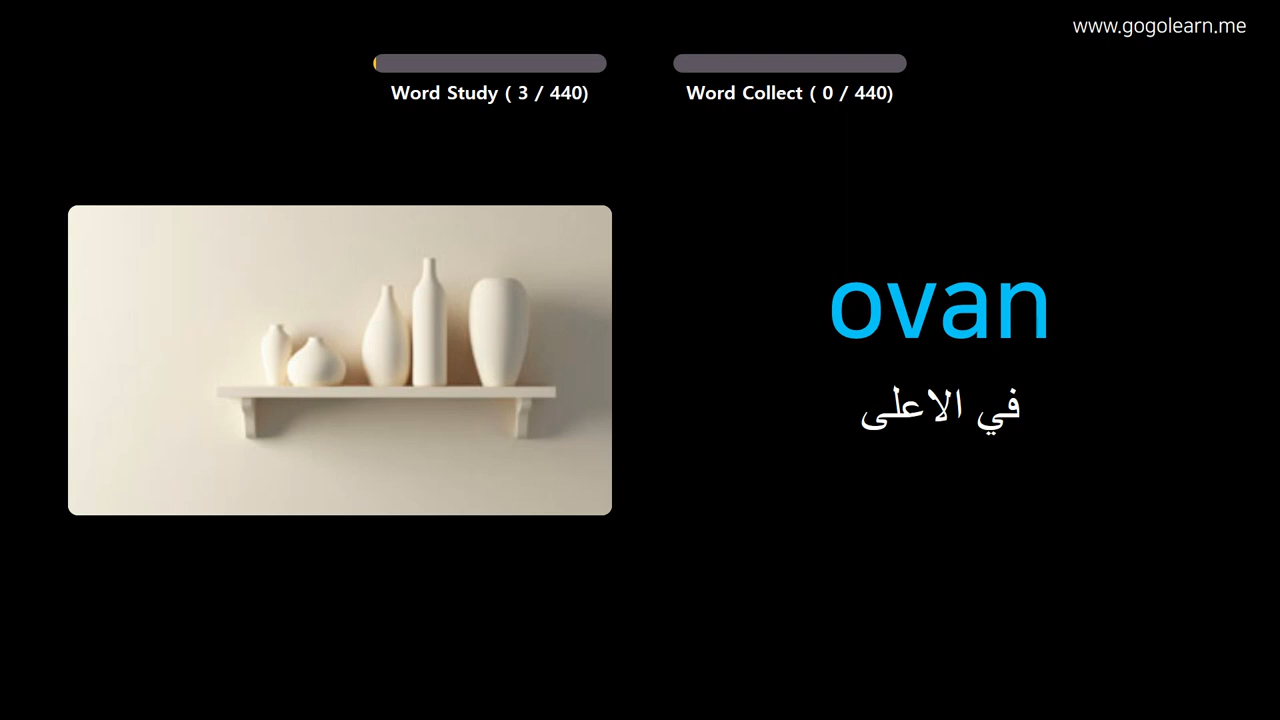 www.gogolearn.me
Word Study ( 3 / 440)
Word Collect ( 0 / 440)
ovan
في الاعلى